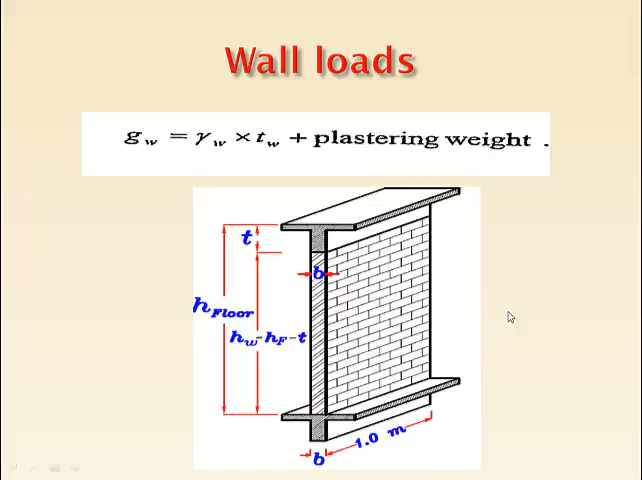 Wall loads
g_w = γ_w × t_w + plastering weight .
t
b
h_Floor
h_w - h_F - t
1.0 m
b